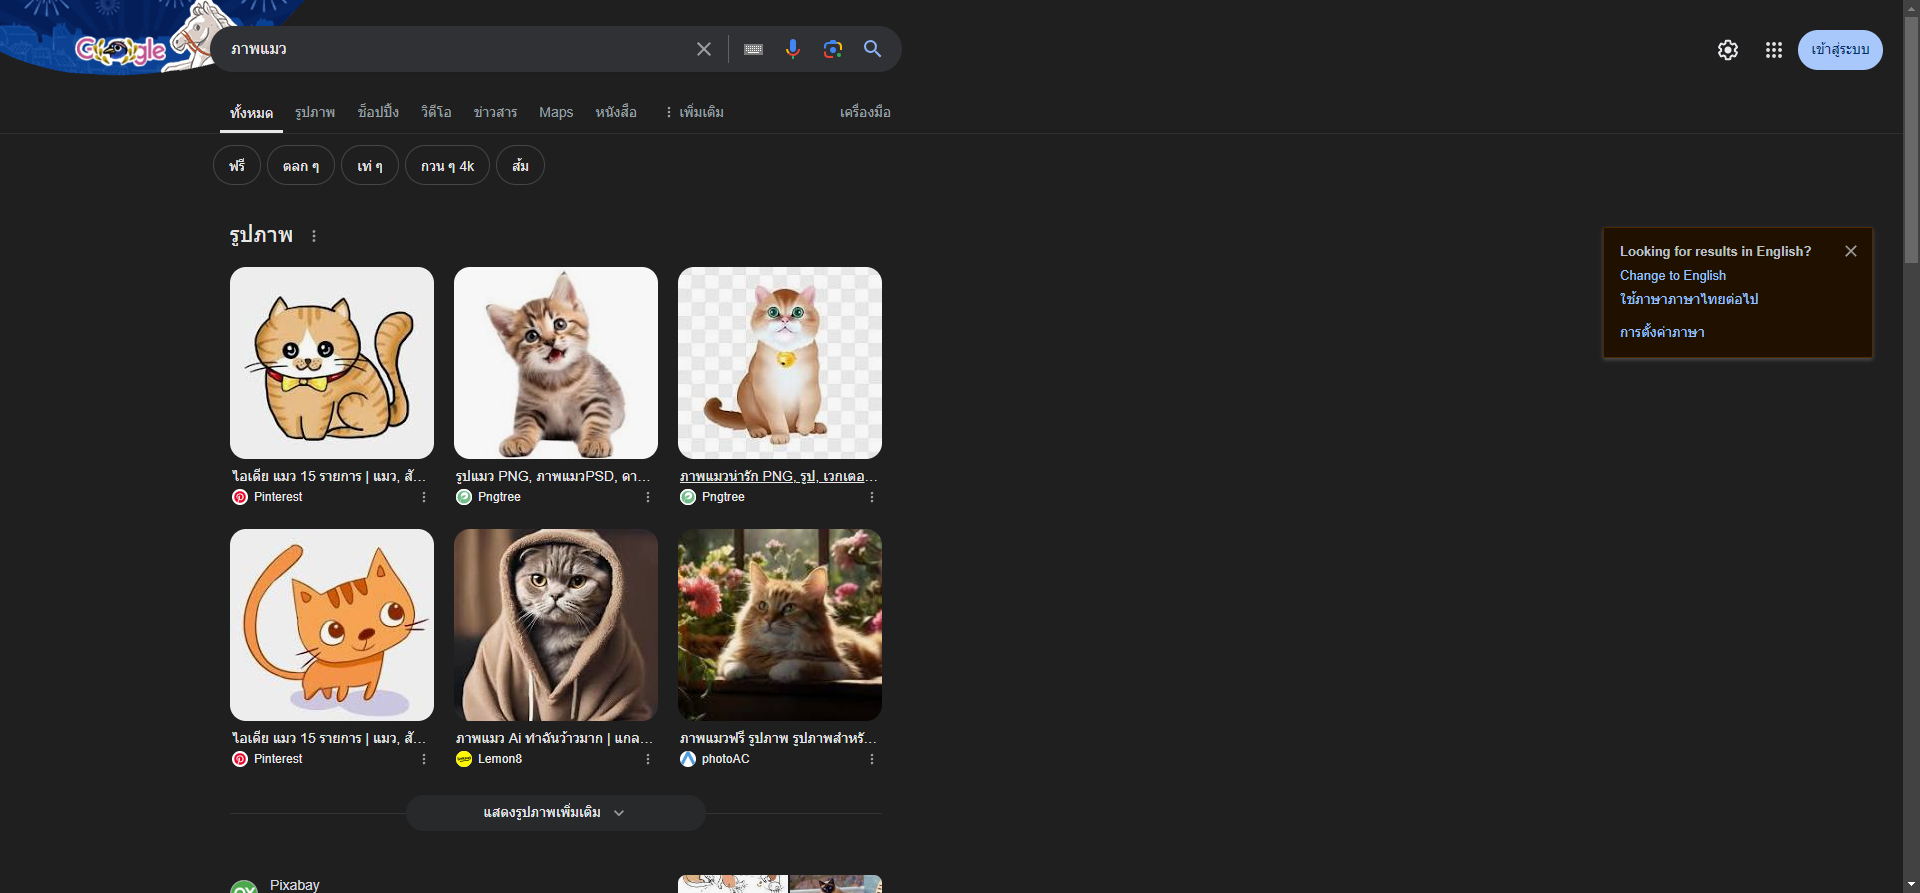 Google
ภาพแมว
เข้าสู่ระบบ
ทั้งหมด
รูปภาพ
ช็อปปิ้ง
วิดีโอ
ข่าวสาร
Maps
หนังสือ
เพิ่มเติม
เครื่องมือ
ฟรี
ตลก ๆ
เท่ ๆ
กวน ๆ 4k
ส้ม
รูปภาพ
Looking for results in English?
Change to English
ใช้ภาษาภาษาไทยต่อไป
การตั้งค่าภาษา
ไอเดีย แมว 15 รายการ | แมว, สั...
Pinterest
รูปแมว PNG, ภาพแมวPSD, ดา...
Pngtree
ภาพแมวน่ารัก PNG, รูป, เวกเตอ...
Pngtree
ไอเดีย แมว 15 รายการ | แมว, สั...
Pinterest
ภาพแมว Ai ทำฉันว้าวมาก | แกล...
Lemon8
ภาพแมวฟรี รูปภาพ รูปภาพสำหรั...
photoAC
แสดงรูปภาพเพิ่มเติม
Pixabay